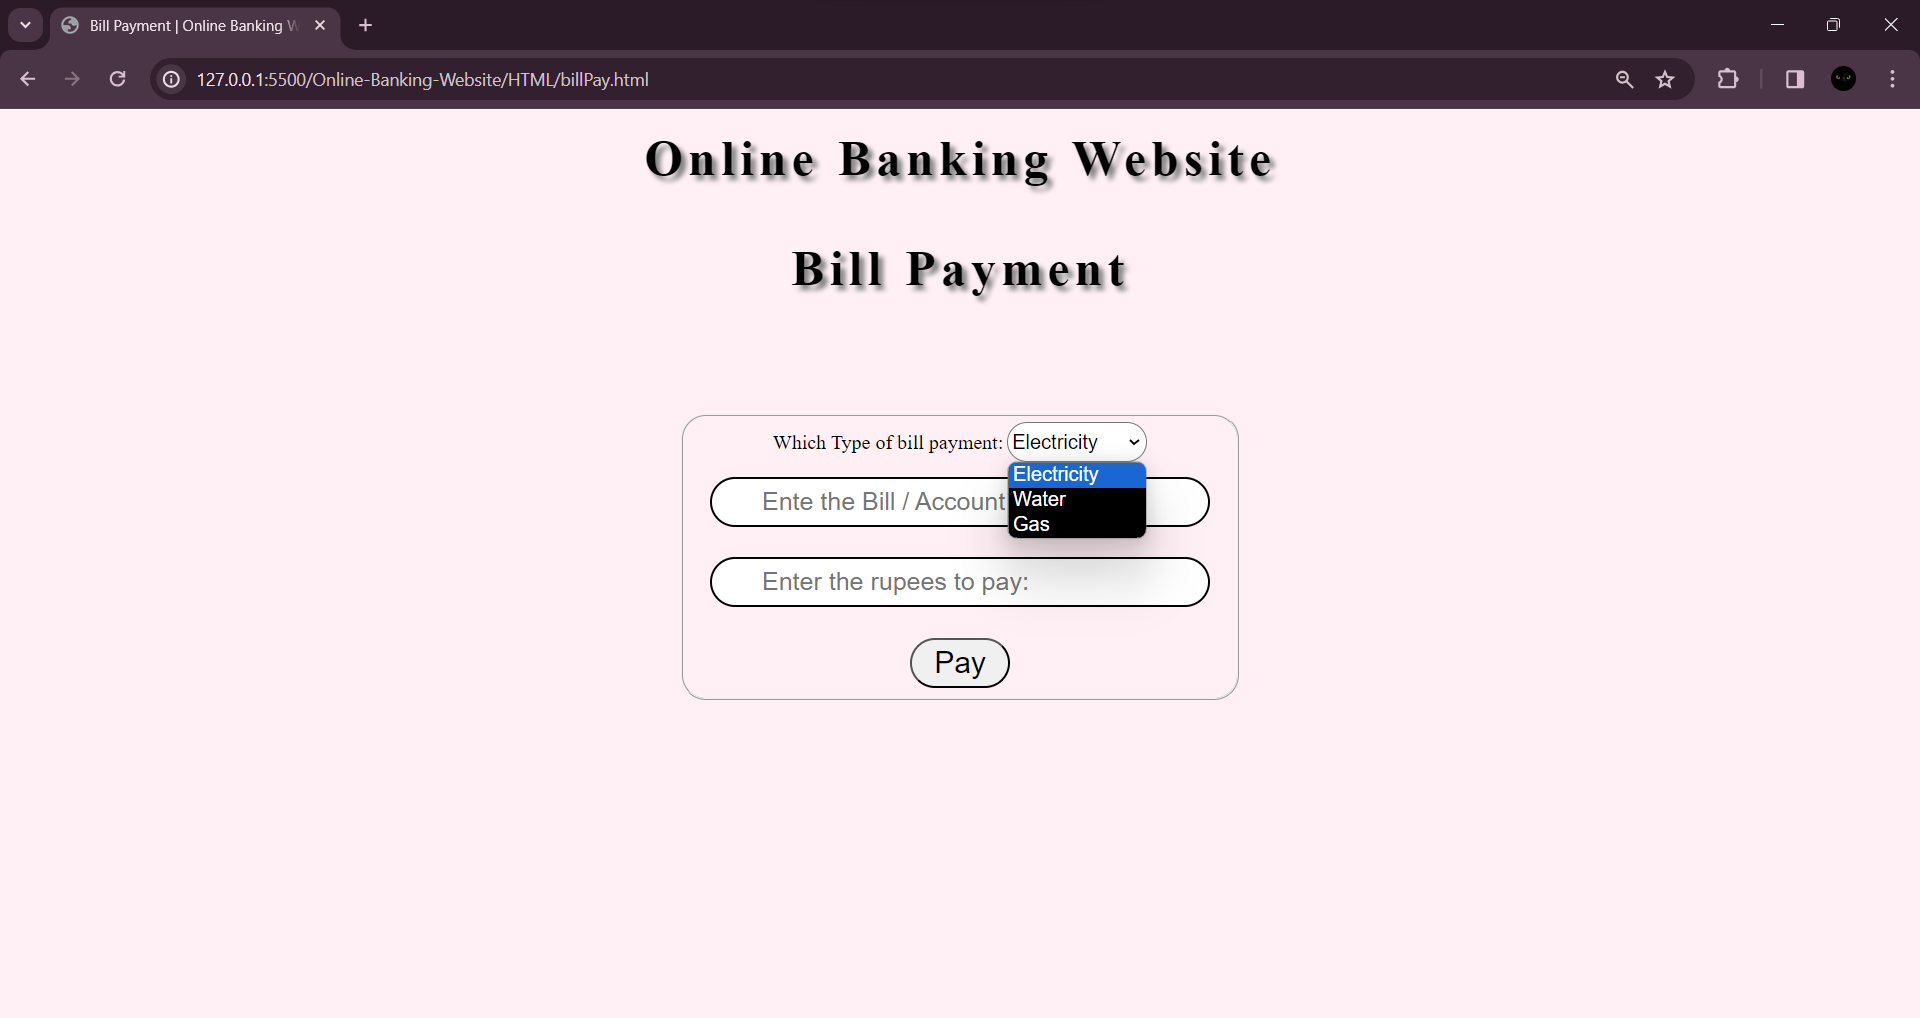 Bill Payment | Online Banking W
127.0.0.1:5500/Online-Banking-Website/HTML/billPay.html
Online Banking Website
Bill Payment
Which Type of bill payment: Electricity
Electricity
Water
Gas
Ente the Bill / Account
Enter the rupees to pay:
Pay